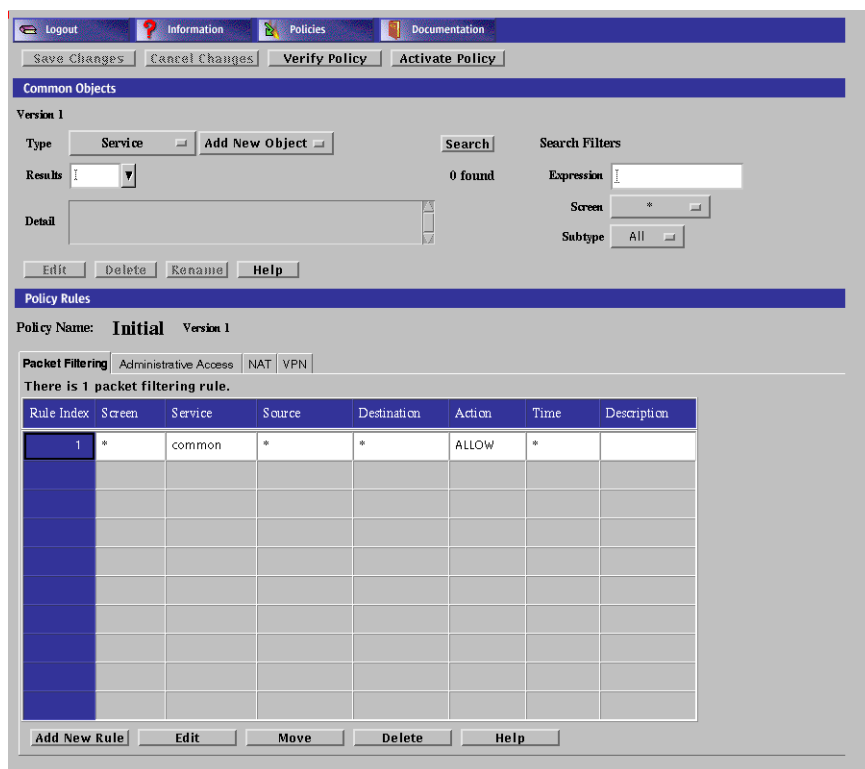 Logout Information Policies Documentation
Save Changes Cancel Changes Verify Policy Activate Policy
Common Objects
Version 1
Type Service Add New Object Search Search Filters
Results 0 found Expression
Screen *
Detail
Subtype All
Edit Delete Rename Help
Policy Rules
Policy Name: Initial Version 1
Packet Filtering Administrative Access NAT VPN
There is 1 packet filtering rule.
Rule Index Screen Service Source Destination Action Time Description
1 * common * * ALLOW *
Add New Rule Edit Move Delete Help